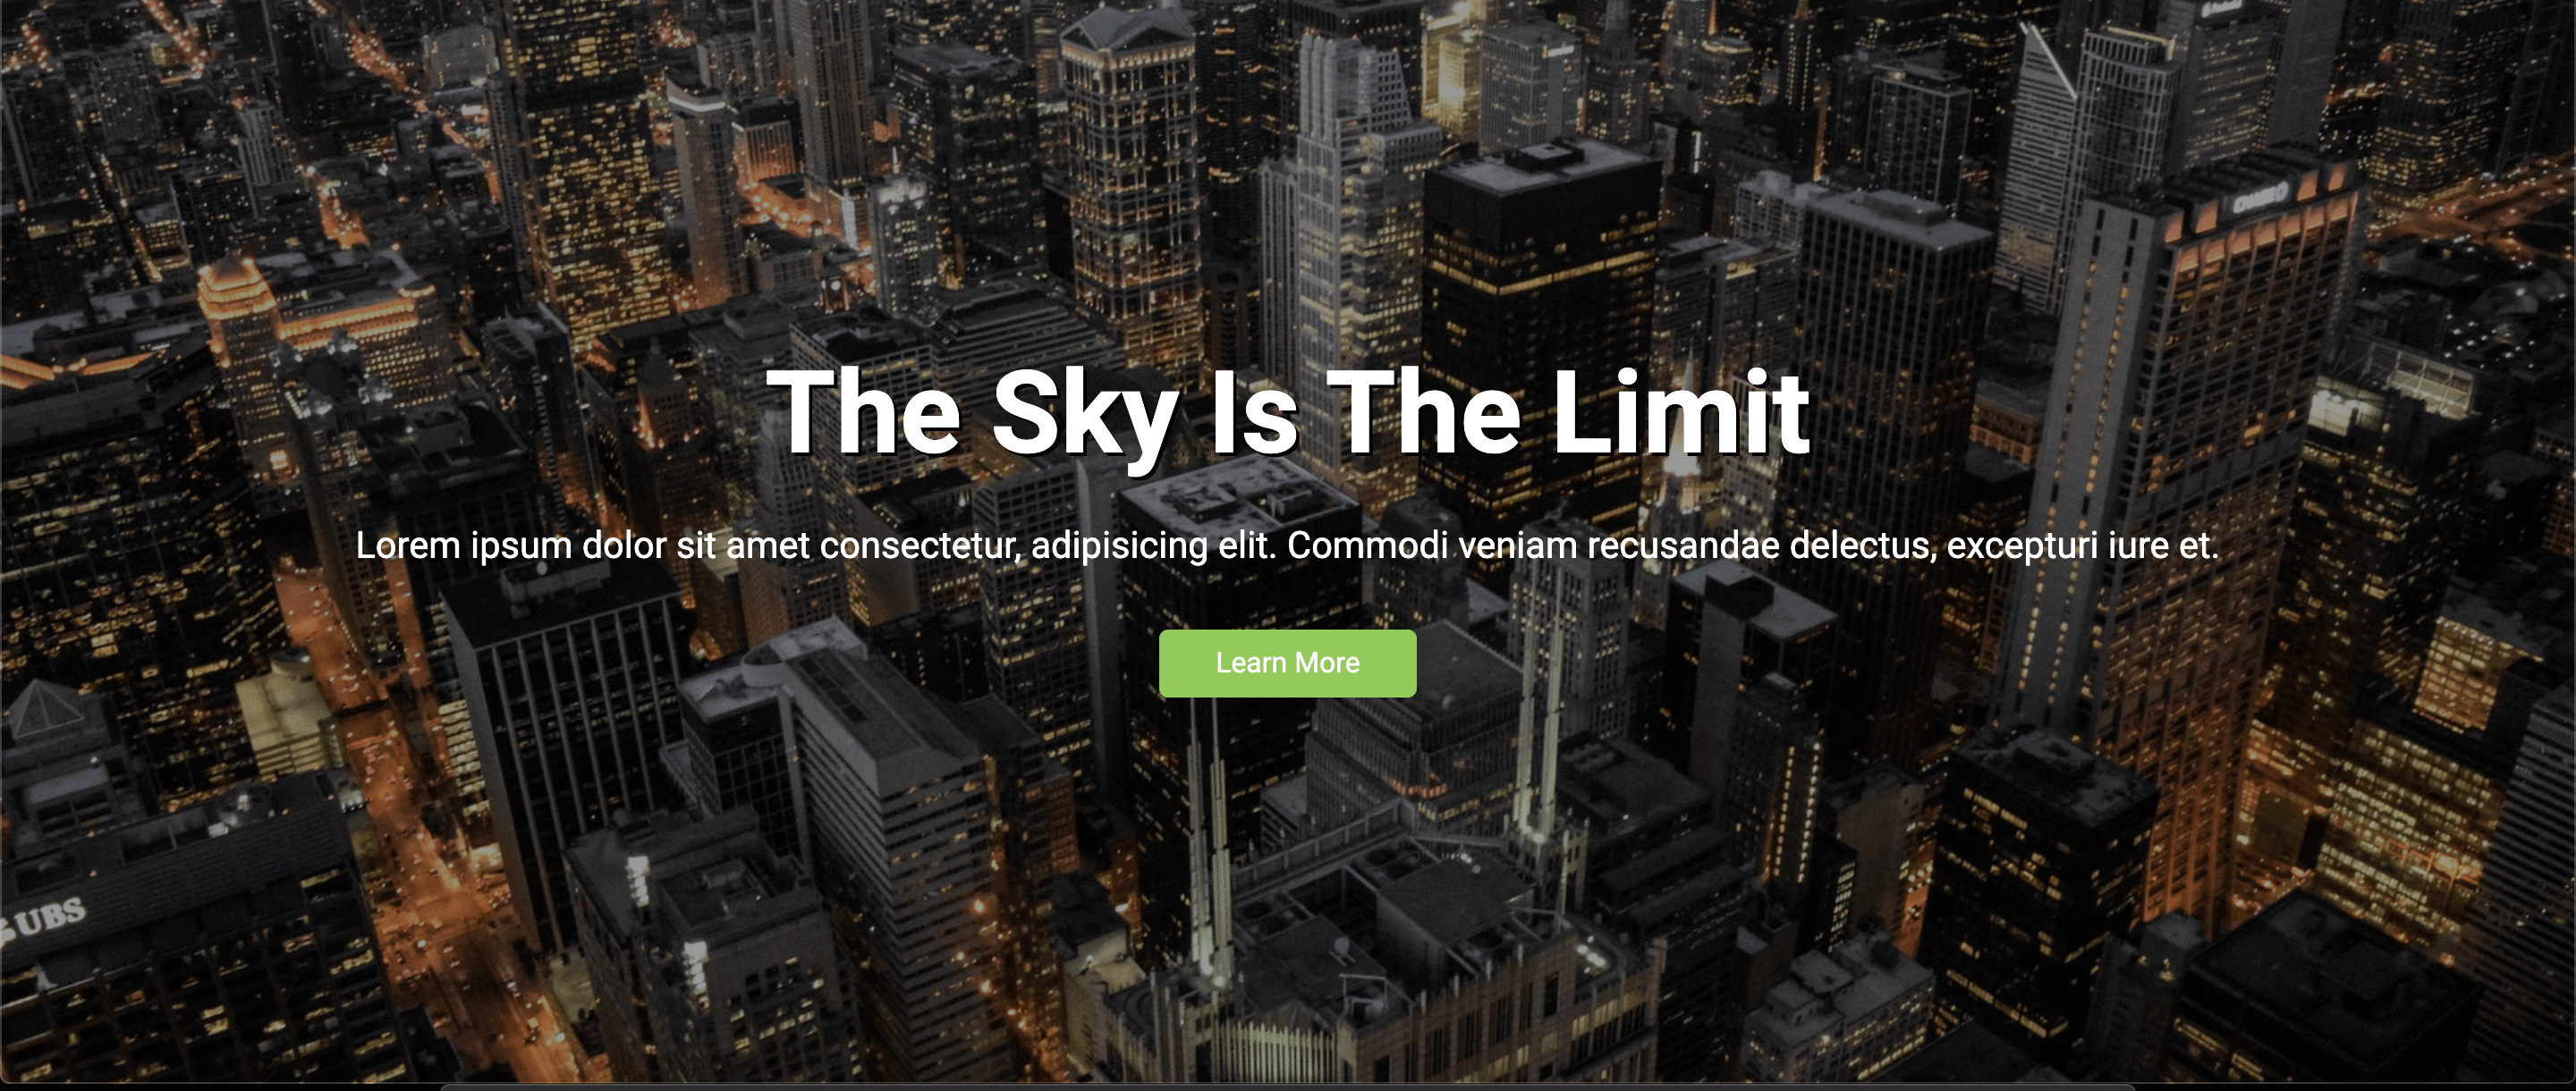 The Sky Is The Limit
Lorem ipsum dolor sit amet consectetur, adipisicing elit. Commodi veniam recusandae delectus, excepturi iure et.
Learn More
UBS